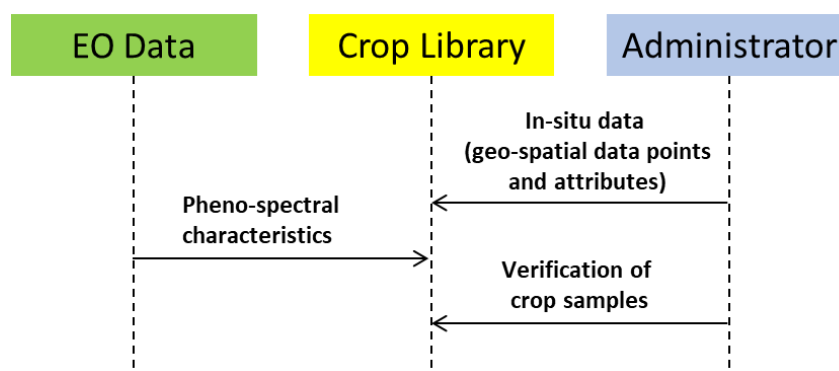 EO Data
Crop Library
Administrator
In-situ data
(geo-spatial data points
and attributes)
Pheno-spectral
characteristics
Verification of
crop samples